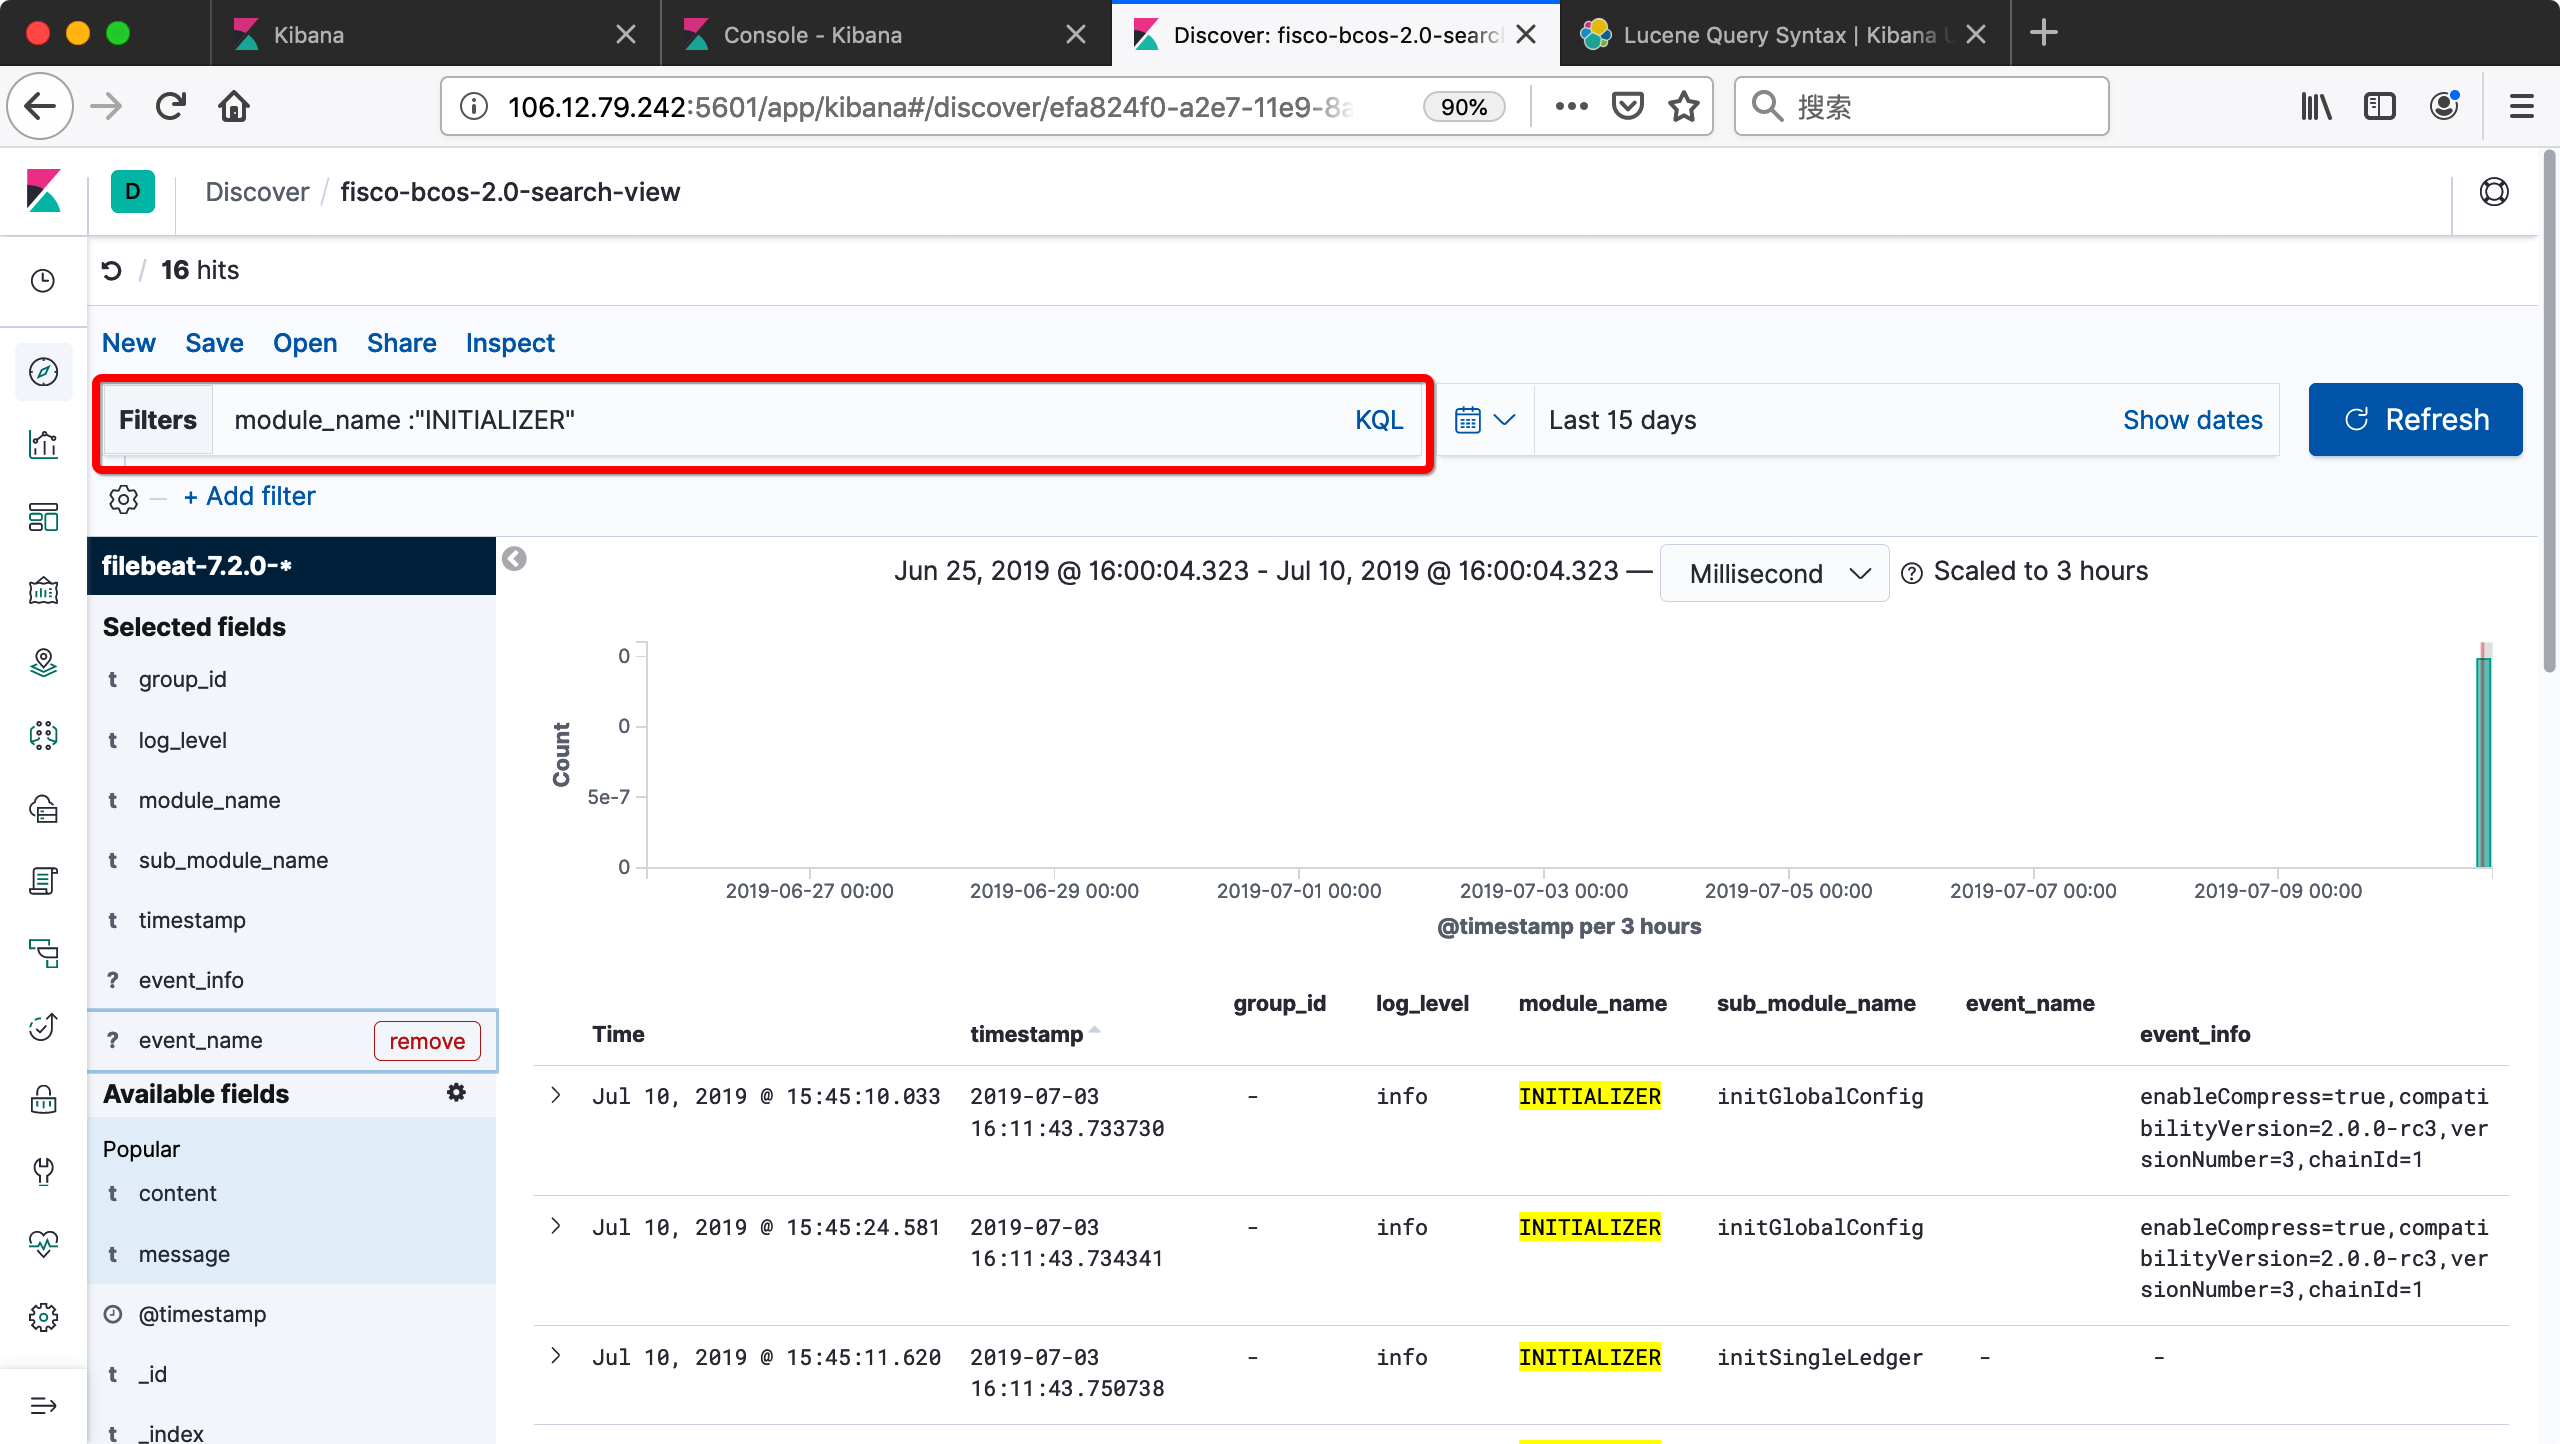 Kibana
Console - Kibana
Discover: fisco-bcos-2.0-searc
Lucene Query Syntax | Kibana
106.12.79.242:5601/app/kibana#/discover/efa824f0-a2e7-11e9-8a
90%
搜索
D
Discover / fisco-bcos-2.0-search-view
/ 16 hits
New Save Open Share Inspect
Filters module_name :"INITIALIZER" KQL
Last 15 days Show dates
Refresh
+ Add filter
filebeat-7.2.0-*
Selected fields
t group_id
t log_level
t module_name
t sub_module_name
t timestamp
? event_info
? event_name remove
Available fields
Popular
t content
t message
@timestamp
t _id
t _index
Jun 25, 2019 @ 16:00:04.323 - Jul 10, 2019 @ 16:00:04.323 — Millisecond Scaled to 3 hours
Count
0
0
5e-7
0
2019-06-27 00:00 2019-06-29 00:00 2019-07-01 00:00 2019-07-03 00:00 2019-07-05 00:00 2019-07-07 00:00 2019-07-09 00:00
@timestamp per 3 hours
Time timestamp group_id log_level module_name sub_module_name event_name event_info
Jul 10, 2019 @ 15:45:10.033 2019-07-03 - info INITIALIZER initGlobalConfig enableCompress=true,compati
16:11:43.733730 bilityVersion=2.0.0-rc3,ver
sionNumber=3,chainId=1
Jul 10, 2019 @ 15:45:24.581 2019-07-03 - info INITIALIZER initGlobalConfig enableCompress=true,compati
16:11:43.734341 bilityVersion=2.0.0-rc3,ver
sionNumber=3,chainId=1
Jul 10, 2019 @ 15:45:11.620 2019-07-03 - info INITIALIZER initSingleLedger - -
16:11:43.750738